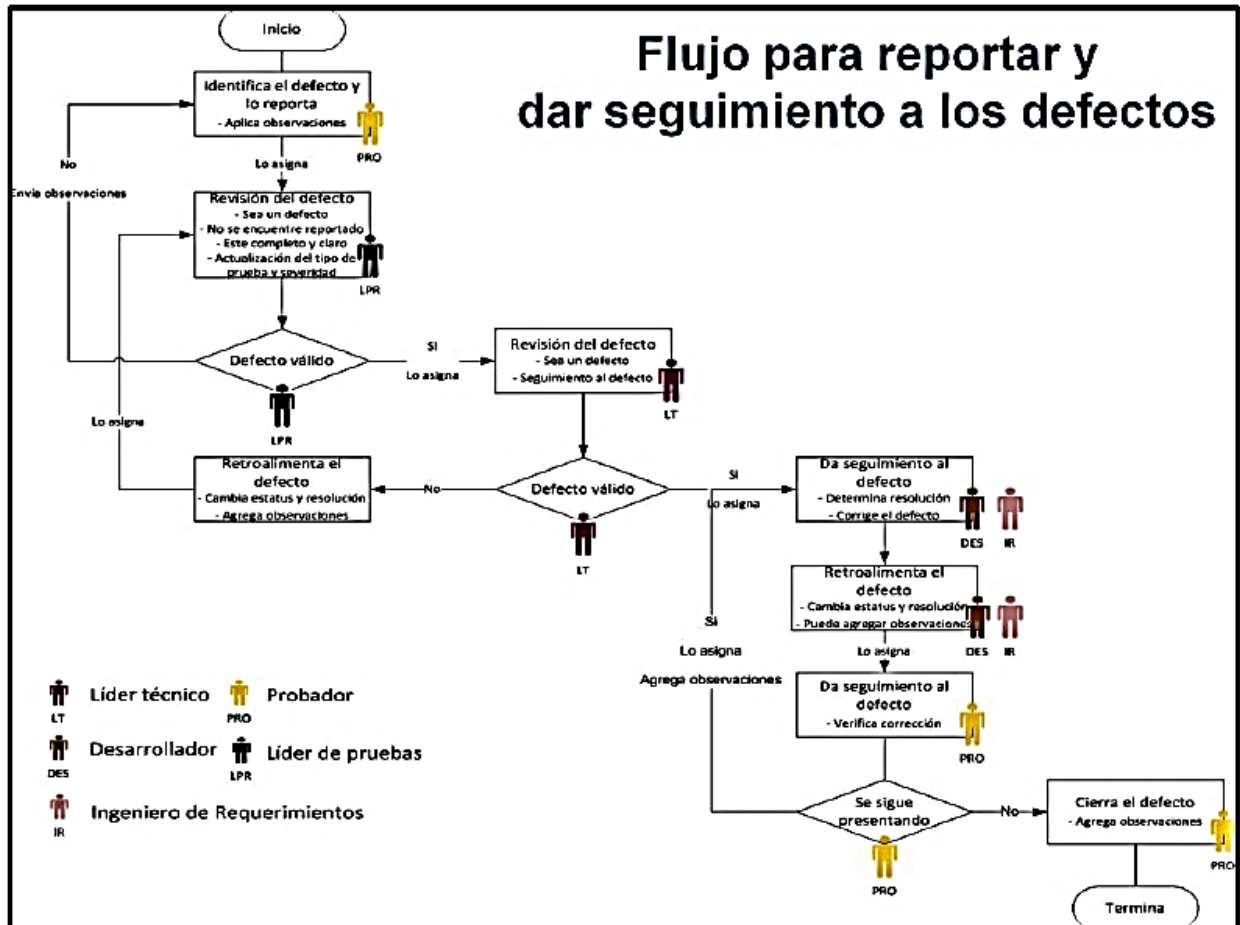 Flujo para reportar y
dar seguimiento a los defectos
Inicio
Identifica el defecto y
lo reporta
- Aplica observaciones
PRO
No
Envía observaciones
Lo asigna
Revisión del defecto
- Sea un defecto
- No se encuentre reportado
- Este completo y claro
- Actualización del tipo de
prueba y severidad
LPR
Defecto válido
LPR
Si
Lo asigna
Revisión del defecto
- Sea un defecto
- Seguimiento al defecto
LT
Lo asigna
Retroalimenta el
defecto
- Cambia estatus y resolución
- Agrega observaciones
No
Defecto válido
LT
Si
Lo asigna
Da seguimiento al
defecto
- Determina resolución
- Corrige el defecto
DES
IR
Retroalimenta el
defecto
- Cambia estatus y resolución
- Puede agregar observaciones
DES
IR
Si
Lo asigna
Agrega observaciones
Lo asigna
Da seguimiento al
defecto
- Verifica corrección
PRO
Se sigue
presentando
PRO
No
Cierra el defecto
- Agrega observaciones
PRO
Termina
Líder técnico
LT
Probador
PRO
Desarrollador
DES
Líder de pruebas
LPR
Ingeniero de Requerimientos
IR